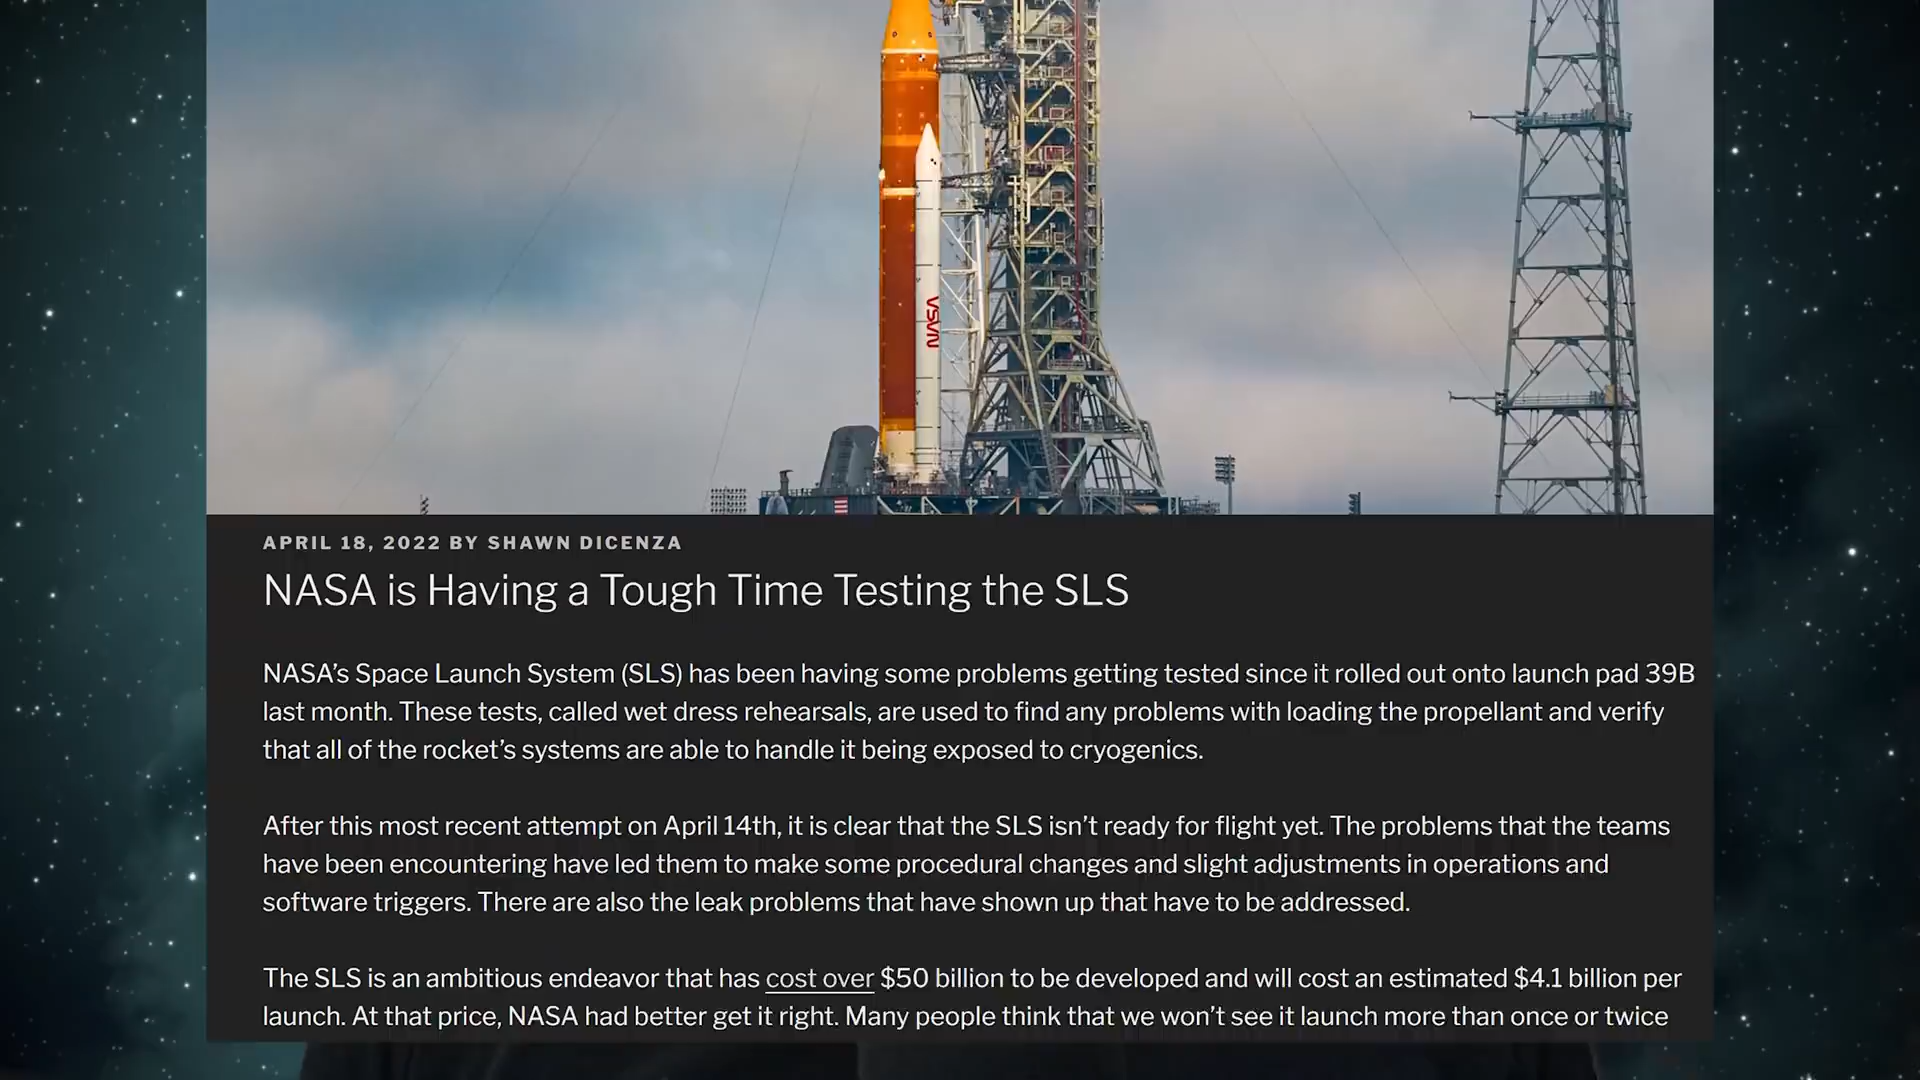 NASA
APRIL 18, 2022 BY SHAWN DICENZA
NASA is Having a Tough Time Testing the SLS
NASA's Space Launch System (SLS) has been having some problems getting tested since it rolled out onto launch pad 39B
last month. These tests, called wet dress rehearsals, are used to find any problems with loading the propellant and verify
that all of the rocket's systems are able to handle it being exposed to cryogenics.
After this most recent attempt on April 14th, it is clear that the SLS isn't ready for flight yet. The problems that the teams
have been encountering have led them to make some procedural changes and slight adjustments in operations and
software triggers. There are also the leak problems that have shown up that have to be addressed.
The SLS is an ambitious endeavor that has cost over $50 billion to be developed and will cost an estimated $4.1 billion per
launch. At that price, NASA had better get it right. Many people think that we won't see it launch more than once or twice